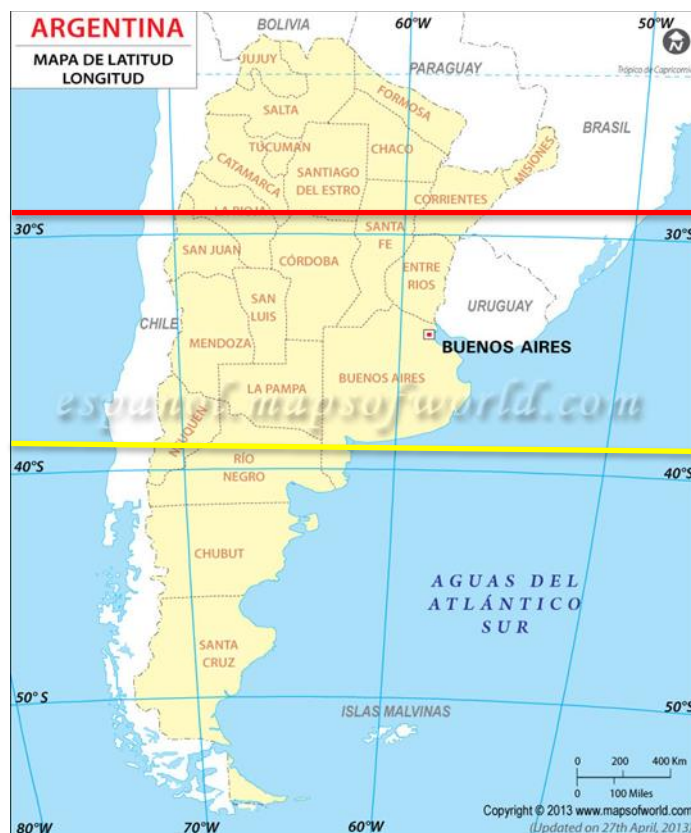 ARGENTINA
MAPA DE LATITUD
LONGITUD
BOLIVIA
60°W
50°W
N
PARAGUAY
Trópico de Capricornio
JUJUY
FORMOSA
SALTA
BRASIL
TUCUMAN
CHACO
MISIONES
CATAMARCA
SANTIAGO
DEL ESTRO
CORRIENTES
LA RIOJA
30°S
SANTA
FE
30°S
SAN JUAN
CÓRDOBA
ENTRE
RIOS
SAN
LUIS
URUGUAY
CHILE
MENDOZA
BUENOS AIRES
LA PAMPA
BUENOS AIRES
espanol.mapsofworld.com
NEUQUEN
RÍO
NEGRO
40°S
40°S
CHUBUT
AGUAS DEL
ATLÁNTICO
SUR
SANTA
CRUZ
50°S
50°S
ISLAS MALVINAS
0 200 400 Km
0 100 Miles
Copyright © 2013 www.mapsofworld.com
80°W
70°W
60°W
(Updated on 27th April, 2013)